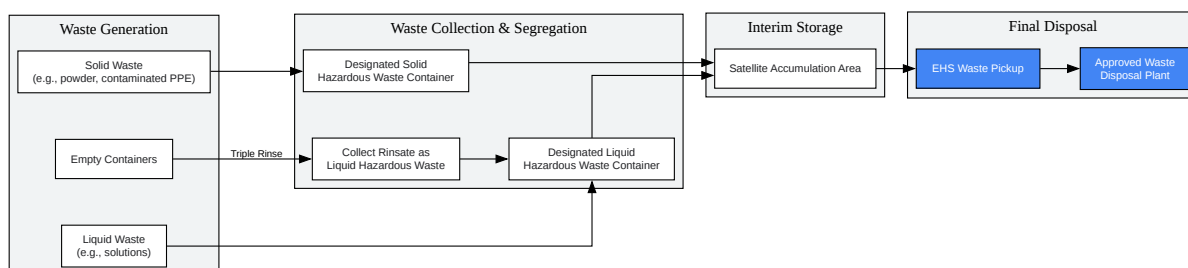 Waste Generation
Solid Waste
(e.g., powder, contaminated PPE)
Empty Containers
Liquid Waste
(e.g., solutions)
Triple Rinse
Waste Collection & Segregation
Designated Solid
Hazardous Waste Container
Collect Rinsate as
Liquid Hazardous Waste
Designated Liquid
Hazardous Waste Container
Interim Storage
Satellite Accumulation Area
Final Disposal
EHS Waste Pickup
Approved Waste
Disposal Plant